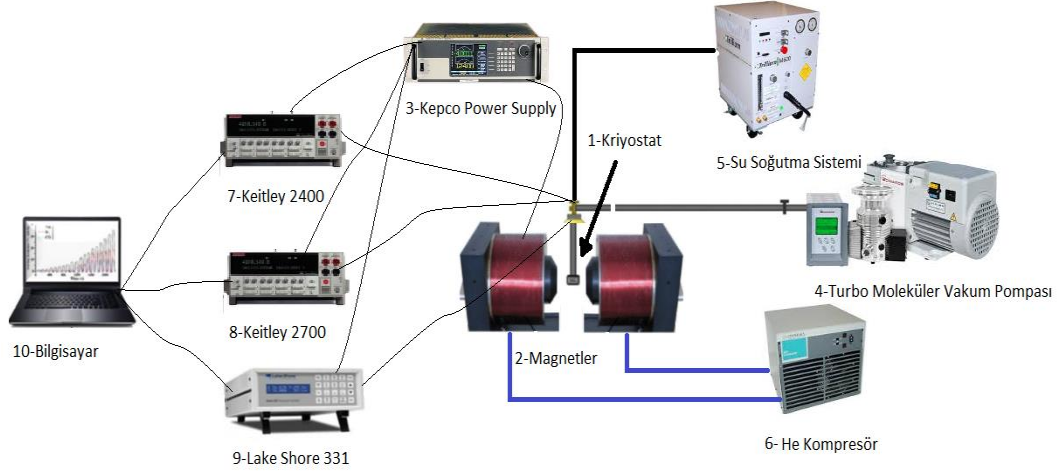 3-Kepco Power Supply
1-Kriyostat
5-Su Soğutma Sistemi
7-Keitley 2400
4-Turbo Moleküler Vakum Pompası
8-Keitley 2700
10-Bilgisayar
2-Magnetler
6- He Kompresör
9-Lake Shore 331